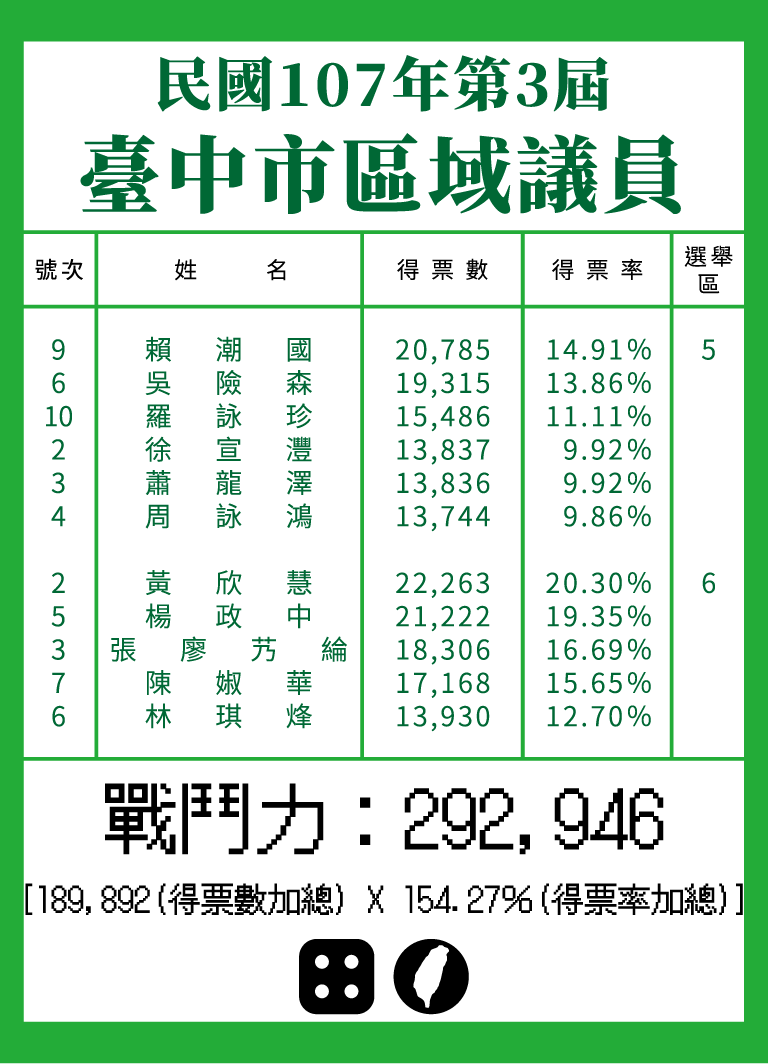 民國107年第3屆
臺中市區域議員
號次 姓名 得票數 得票率 選舉區
9 賴潮國 20,785 14.91% 5
6 吳險森 19,315 13.86%
10 羅詠珍 15,486 11.11%
2 徐宣灃 13,837 9.92%
3 蕭龍澤 13,836 9.92%
4 周詠鴻 13,744 9.86%
2 黃欣慧 22,263 20.30% 6
5 楊政中 21,222 19.35%
3 張廖艿綸 18,306 16.69%
7 陳婌華 17,168 15.65%
6 林琪烽 13,930 12.70%
戰鬥力：292,946
[189,892(得票數加總) X 154.27%(得票率加總)]